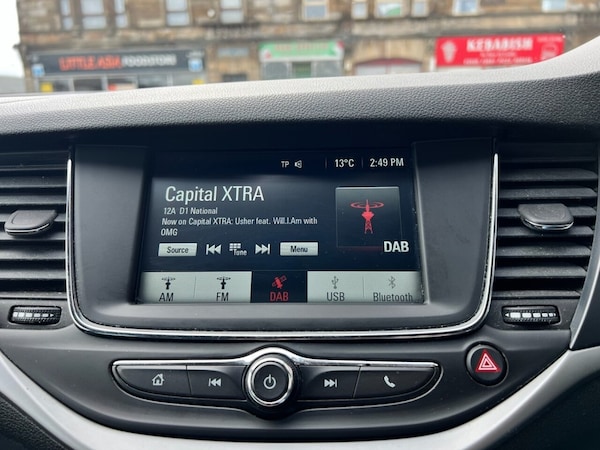 LITTLE ASIA FOODSTORE
KEBABISH
TP 13°C 2:49 PM
Capital XTRA
12A D1 National
Now on Capital XTRA: Usher feat. Will.I.Am with
OMG
Source Tune Menu
DAB
AM FM DAB USB Bluetooth